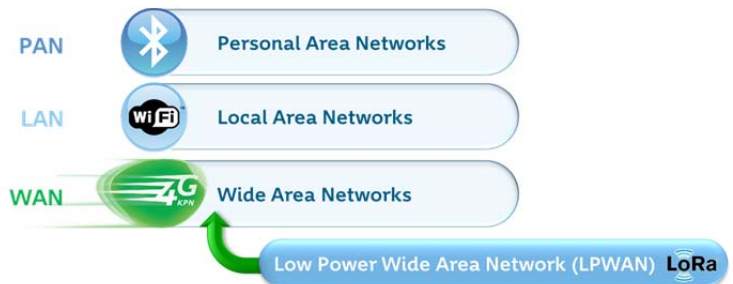 PAN Personal Area Networks
LAN WiFi Local Area Networks
WAN 4G KPN Wide Area Networks
Low Power Wide Area Network (LPWAN) LoRa